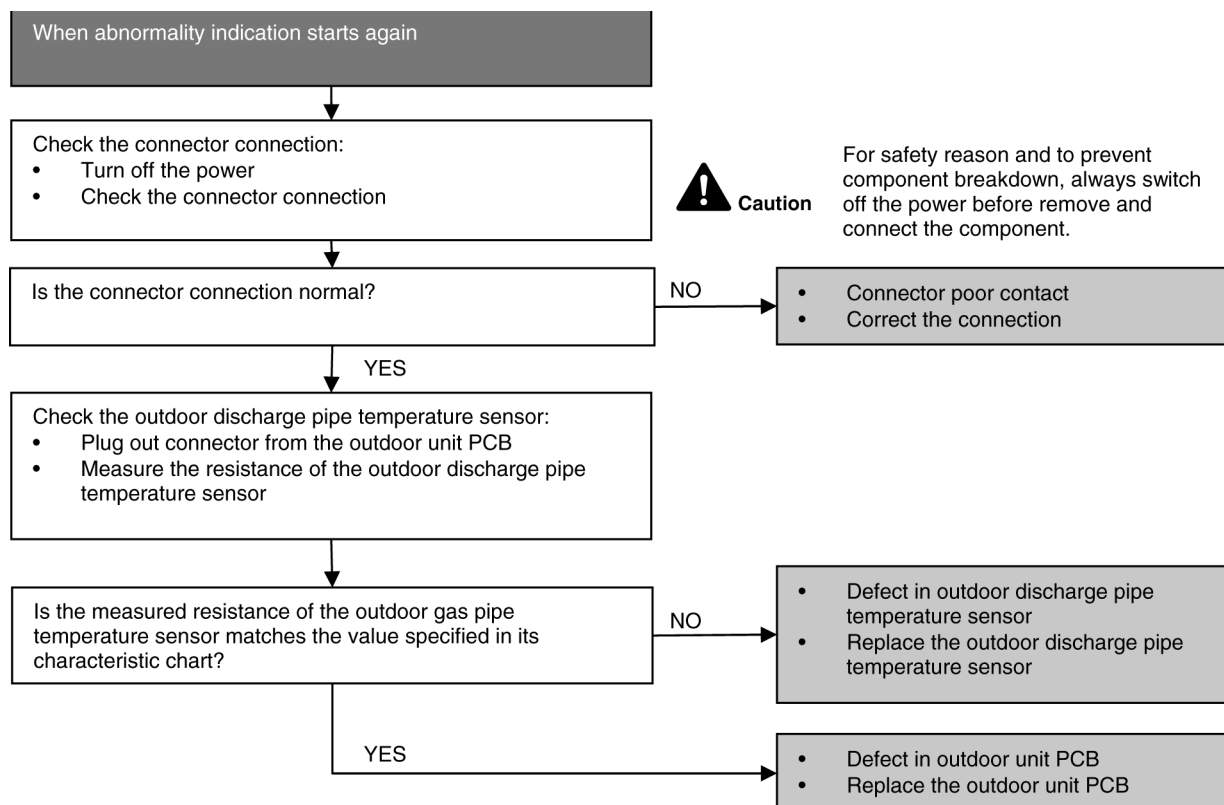 When abnormality indication starts again
Check the connector connection:
• Turn off the power
• Check the connector connection
Caution
For safety reason and to prevent
component breakdown, always switch
off the power before remove and
connect the component.
Is the connector connection normal?
NO
• Connector poor contact
• Correct the connection
YES
Check the outdoor discharge pipe temperature sensor:
• Plug out connector from the outdoor unit PCB
• Measure the resistance of the outdoor discharge pipe
temperature sensor
Is the measured resistance of the outdoor gas pipe
temperature sensor matches the value specified in its
characteristic chart?
NO
• Defect in outdoor discharge pipe
temperature sensor
• Replace the outdoor discharge pipe
temperature sensor
YES
• Defect in outdoor unit PCB
• Replace the outdoor unit PCB